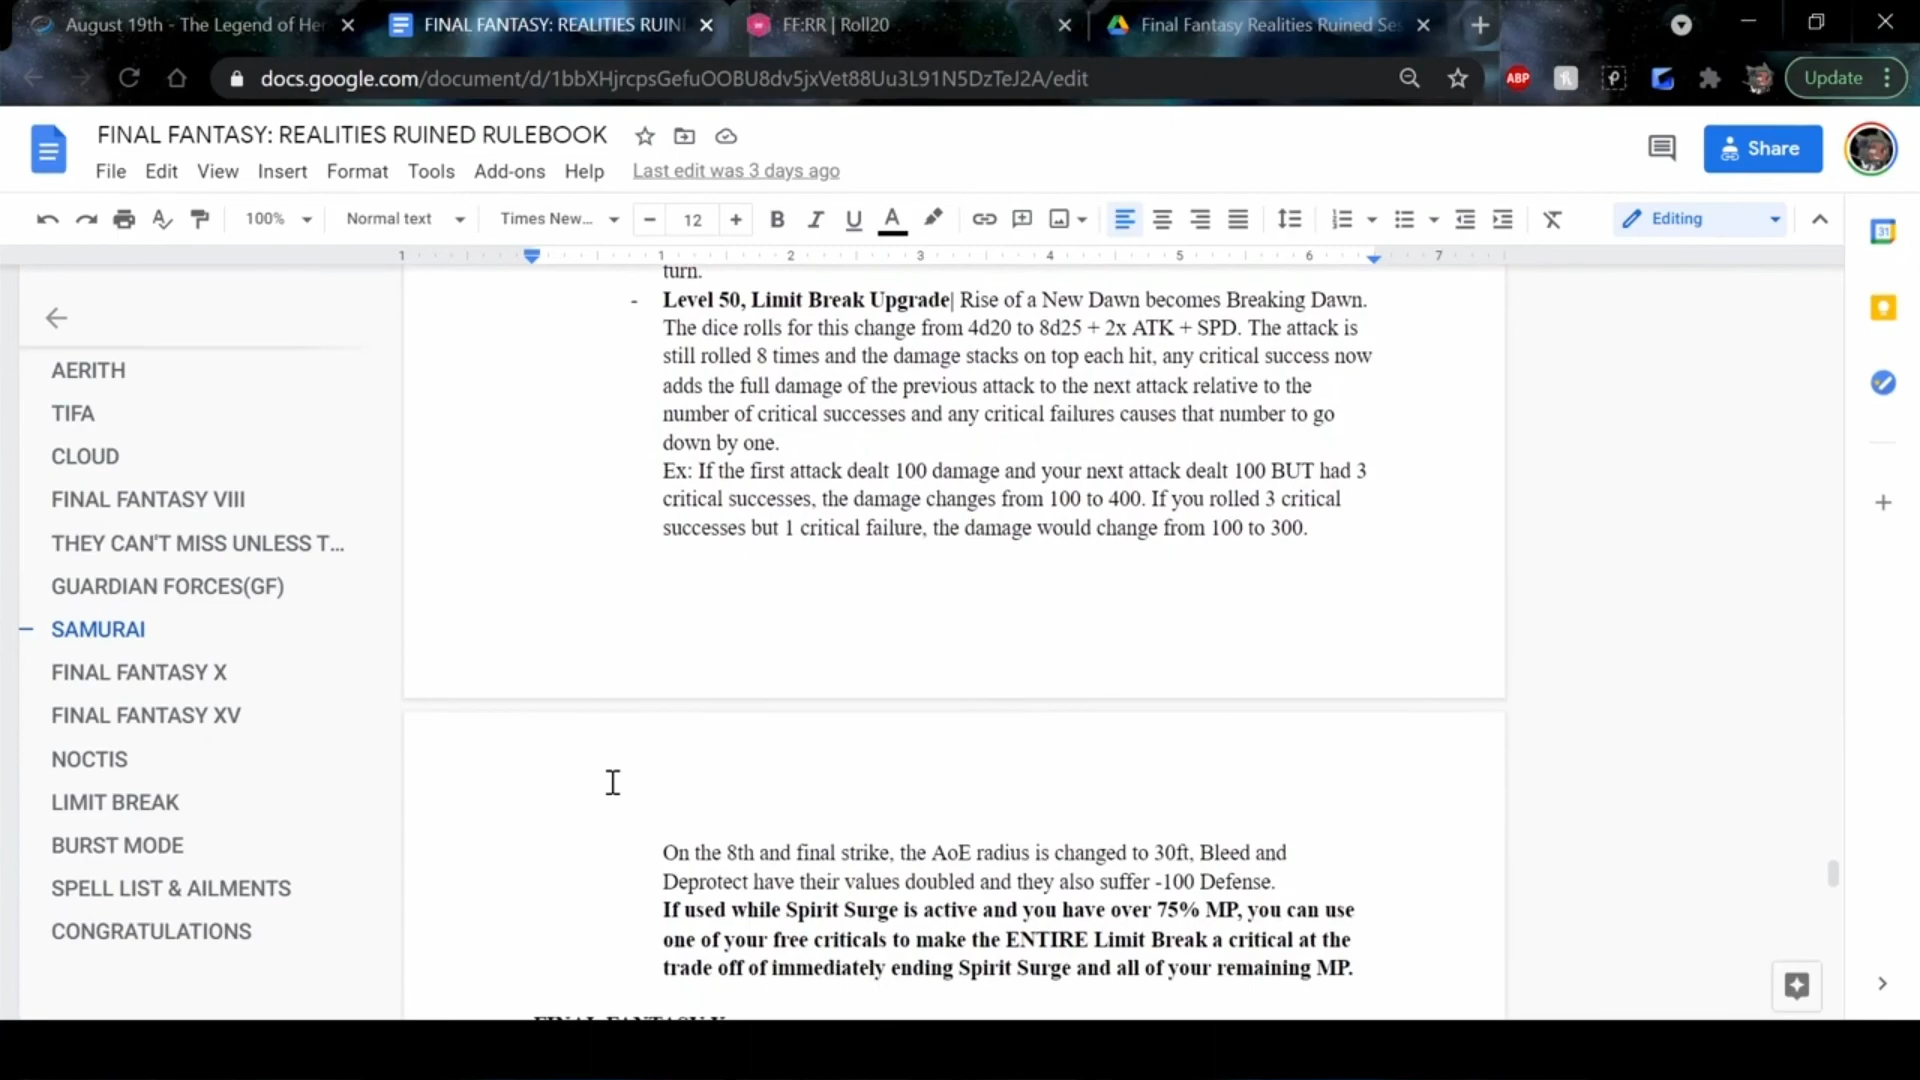 August 19th - The Legend of Her
FINAL FANTASY: REALITIES RUIN
FF:RR | Roll20
Final Fantasy Realities Ruined Ses
docs.google.com/document/d/1bbXHjrcpsGefuOOBU8dv5jxVet88Uu3L91N5DzTeJ2A/edit
ABP
Update
FINAL FANTASY: REALITIES RUINED RULEBOOK
Share
File Edit View Insert Format Tools Add-ons Help Last edit was 3 days ago
100% Normal text Times New... 12 B I U A Editing
31
1 1 2 3 4 5 6 7
AERITH
TIFA
CLOUD
FINAL FANTASY VIII
THEY CAN'T MISS UNLESS T...
GUARDIAN FORCES(GF)
SAMURAI
FINAL FANTASY X
FINAL FANTASY XV
NOCTIS
LIMIT BREAK
BURST MODE
SPELL LIST & AILMENTS
CONGRATULATIONS
turn.
- Level 50, Limit Break Upgrade| Rise of a New Dawn becomes Breaking Dawn.
The dice rolls for this change from 4d20 to 8d25 + 2x ATK + SPD. The attack is
still rolled 8 times and the damage stacks on top each hit, any critical success now
adds the full damage of the previous attack to the next attack relative to the
number of critical successes and any critical failures causes that number to go
down by one.
Ex: If the first attack dealt 100 damage and your next attack dealt 100 BUT had 3
critical successes, the damage changes from 100 to 400. If you rolled 3 critical
successes but 1 critical failure, the damage would change from 100 to 300.
On the 8th and final strike, the AoE radius is changed to 30ft, Bleed and
Deprotect have their values doubled and they also suffer -100 Defense.
If used while Spirit Surge is active and you have over 75% MP, you can use
one of your free criticals to make the ENTIRE Limit Break a critical at the
trade off of immediately ending Spirit Surge and all of your remaining MP.
FINAL FANTASY X